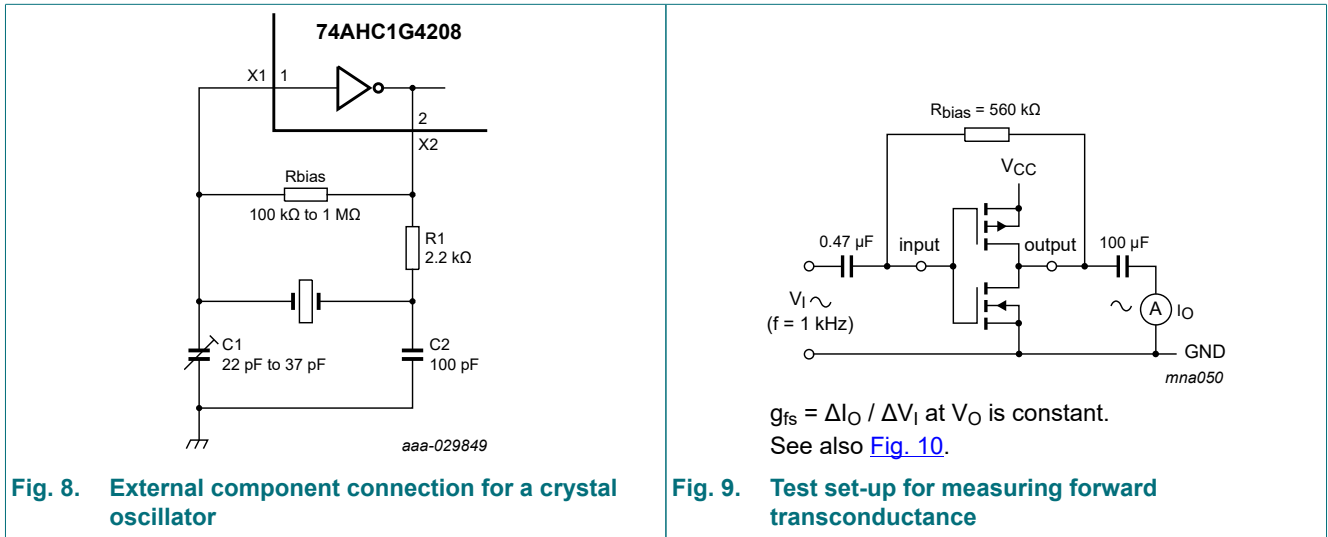 74AHC1G4208
X1
1
2
X2
Rbias
100 kΩ to 1 MΩ
R1
2.2 kΩ
C1
22 pF to 37 pF
C2
100 pF
aaa-029849
Fig. 8. External component connection for a crystal
oscillator
Rbias = 560 kΩ
VCC
0.47 µF
input
output
100 µF
VI
(f = 1 kHz)
A
IO
GND
mna050
gfs = ΔIO / ΔVI at VO is constant.
See also Fig. 10.
Fig. 9. Test set-up for measuring forward
transconductance